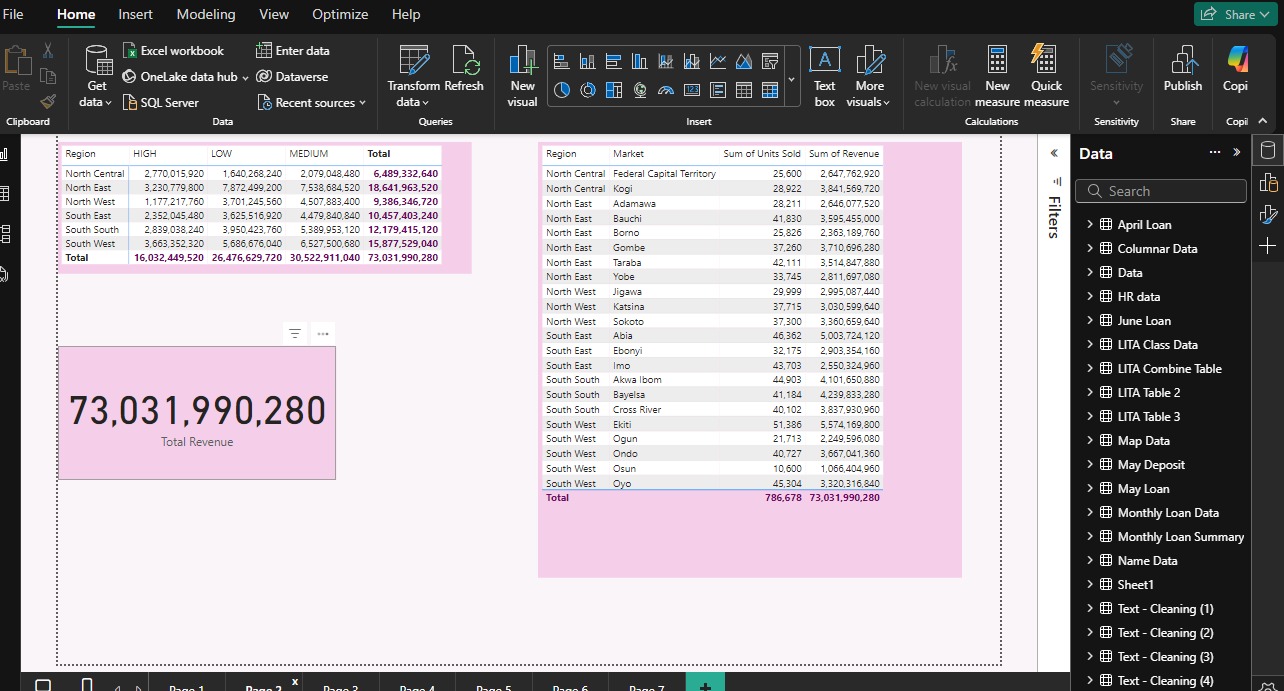 File Home Insert Modeling View Optimize Help Share
Paste
Clipboard
Get data
Excel workbook
OneLake data hub
SQL Server
Enter data
Dataverse
Recent sources
Data
Transform data
Refresh
Queries
New visual
Text box
More visuals
Insert
New visual calculation
New measure
Quick measure
Calculations
Sensitivity
Sensitivity
Publish
Share
Copi
Copi
Region HIGH LOW MEDIUM Total
North Central 2,770,015,920 1,640,268,240 2,079,048,480 6,489,332,640
North East 3,230,779,800 7,872,499,200 7,538,684,520 18,641,963,520
North West 1,177,217,760 3,701,245,560 4,507,883,400 9,386,346,720
South East 2,352,045,480 3,625,516,920 4,479,840,840 10,457,403,240
South South 2,839,038,240 3,950,423,760 5,389,953,120 12,179,415,120
South West 3,663,352,320 5,686,676,040 6,527,500,680 15,877,529,040
Total 16,032,449,520 26,476,629,720 30,522,911,040 73,031,990,280
73,031,990,280
Total Revenue
Region Market Sum of Units Sold Sum of Revenue
North Central Federal Capital Territory 25,600 2,647,762,920
North Central Kogi 28,922 3,841,569,720
North East Adamawa 28,211 2,646,077,520
North East Bauchi 41,830 3,595,455,000
North East Borno 25,826 2,363,189,760
North East Gombe 37,260 3,710,696,280
North East Taraba 42,111 3,514,847,880
North East Yobe 33,745 2,811,697,080
North West Jigawa 29,999 2,995,087,440
North West Katsina 37,715 3,030,599,640
North West Sokoto 37,300 3,360,659,640
South East Abia 46,362 5,003,724,120
South East Ebonyi 32,175 2,903,354,160
South East Imo 43,703 2,550,324,960
South South Akwa Ibom 44,903 4,101,650,880
South South Bayelsa 41,184 4,239,833,280
South South Cross River 40,102 3,837,930,960
South West Ekiti 51,386 5,574,169,800
South West Ogun 21,713 2,249,596,080
South West Ondo 40,727 3,667,041,360
South West Osun 10,600 1,066,404,960
South West Oyo 45,304 3,320,316,840
Total 786,678 73,031,990,280
Filters
Data
Search
April Loan
Columnar Data
Data
HR data
June Loan
LITA Class Data
LITA Combine Table
LITA Table 2
LITA Table 3
Map Data
May Deposit
May Loan
Monthly Loan Data
Monthly Loan Summary
Name Data
Sheet1
Text - Cleaning (1)
Text - Cleaning (2)
Text - Cleaning (3)
Text - Cleaning (4)
Page 1 Page 2 x Page 3 Page 4 Page 5 Page 6 Page 7